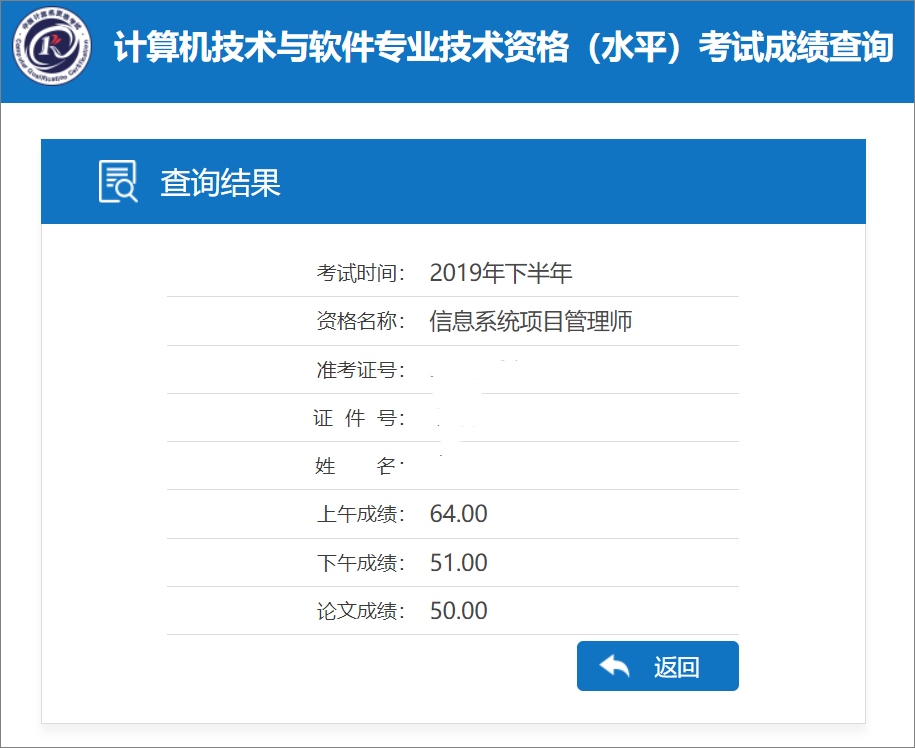 计算机技术与软件专业技术资格（水平）考试成绩查询
查询结果
考试时间： 2019年下半年
资格名称： 信息系统项目管理师
准考证号：
证 件 号：
姓 名：
上午成绩： 64.00
下午成绩： 51.00
论文成绩： 50.00
返回